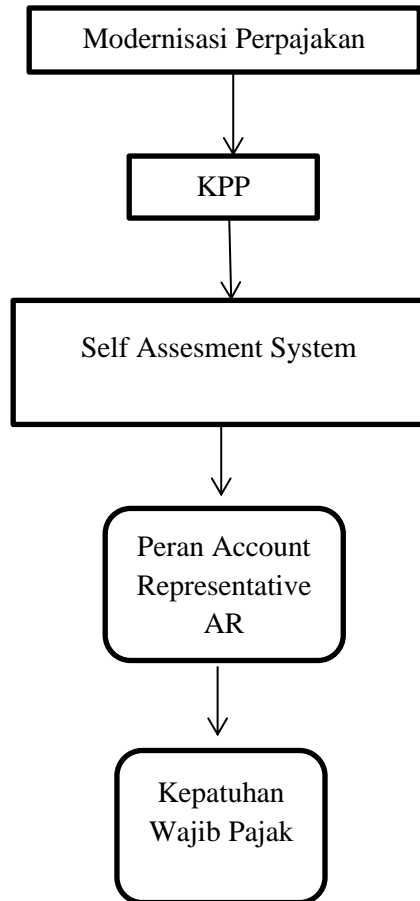 Modernisasi Perpajakan
KPP
Self Assesment System
Peran Account
Representative
AR
Kepatuhan
Wajib Pajak